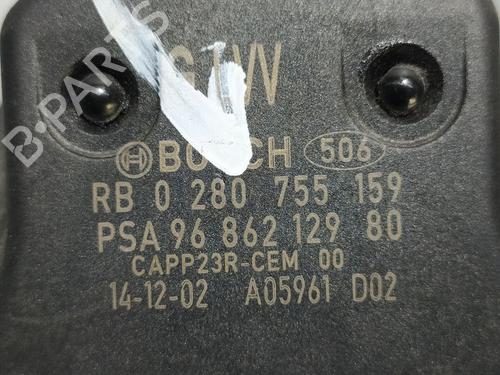 BOSCH 506
RB 0 280 755 159
PSA 96 862 129 80
CAPP23R-CEM 00
14-12-02 A05961 D02
B-PARTS